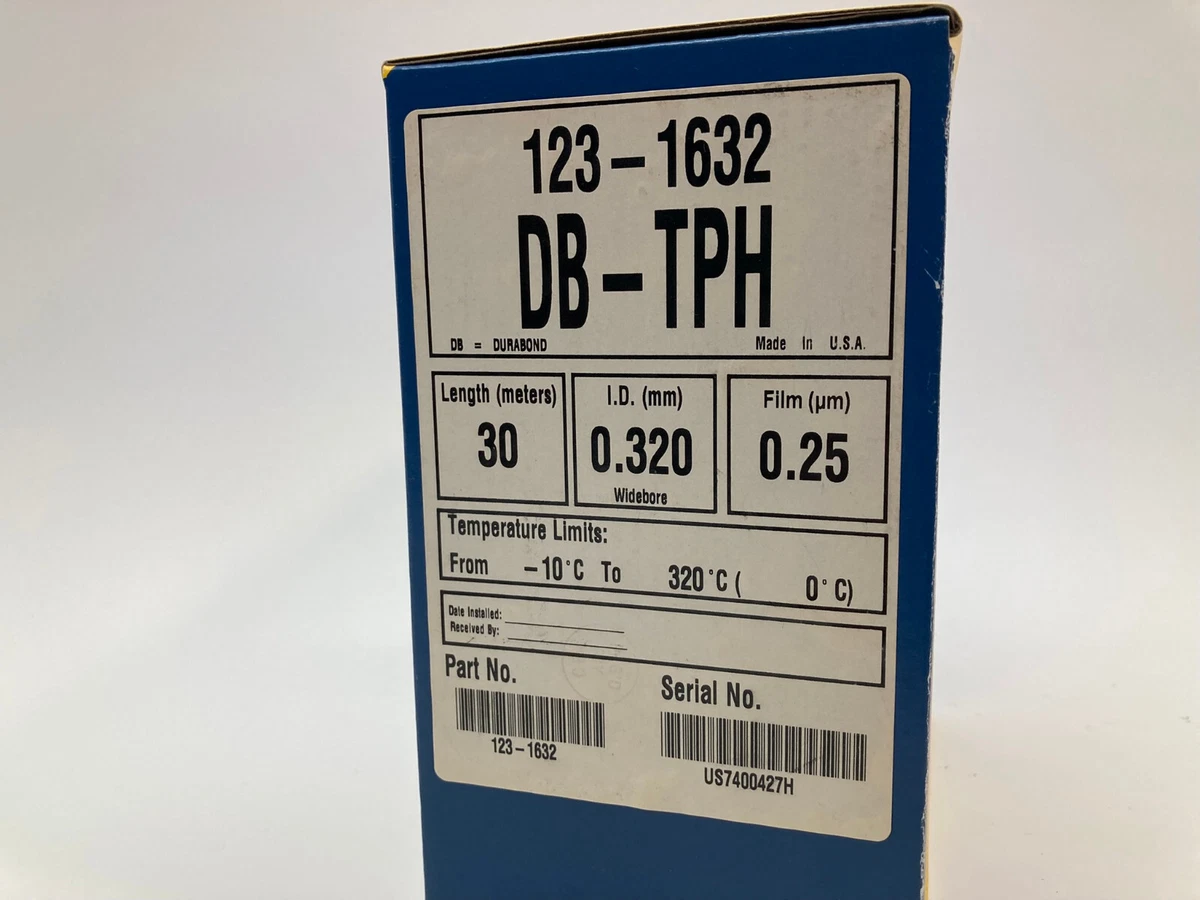 123-1632
DB-TPH
DB = DURABOND Made In U.S.A.
Length (meters)
30
I.D. (mm)
0.320
Widebore
Film (μm)
0.25
Temperature Limits:
From -10°C To 320°C ( 0°C)
Date Installed:
Received By:
Part No.
123-1632
Serial No.
US7400427H